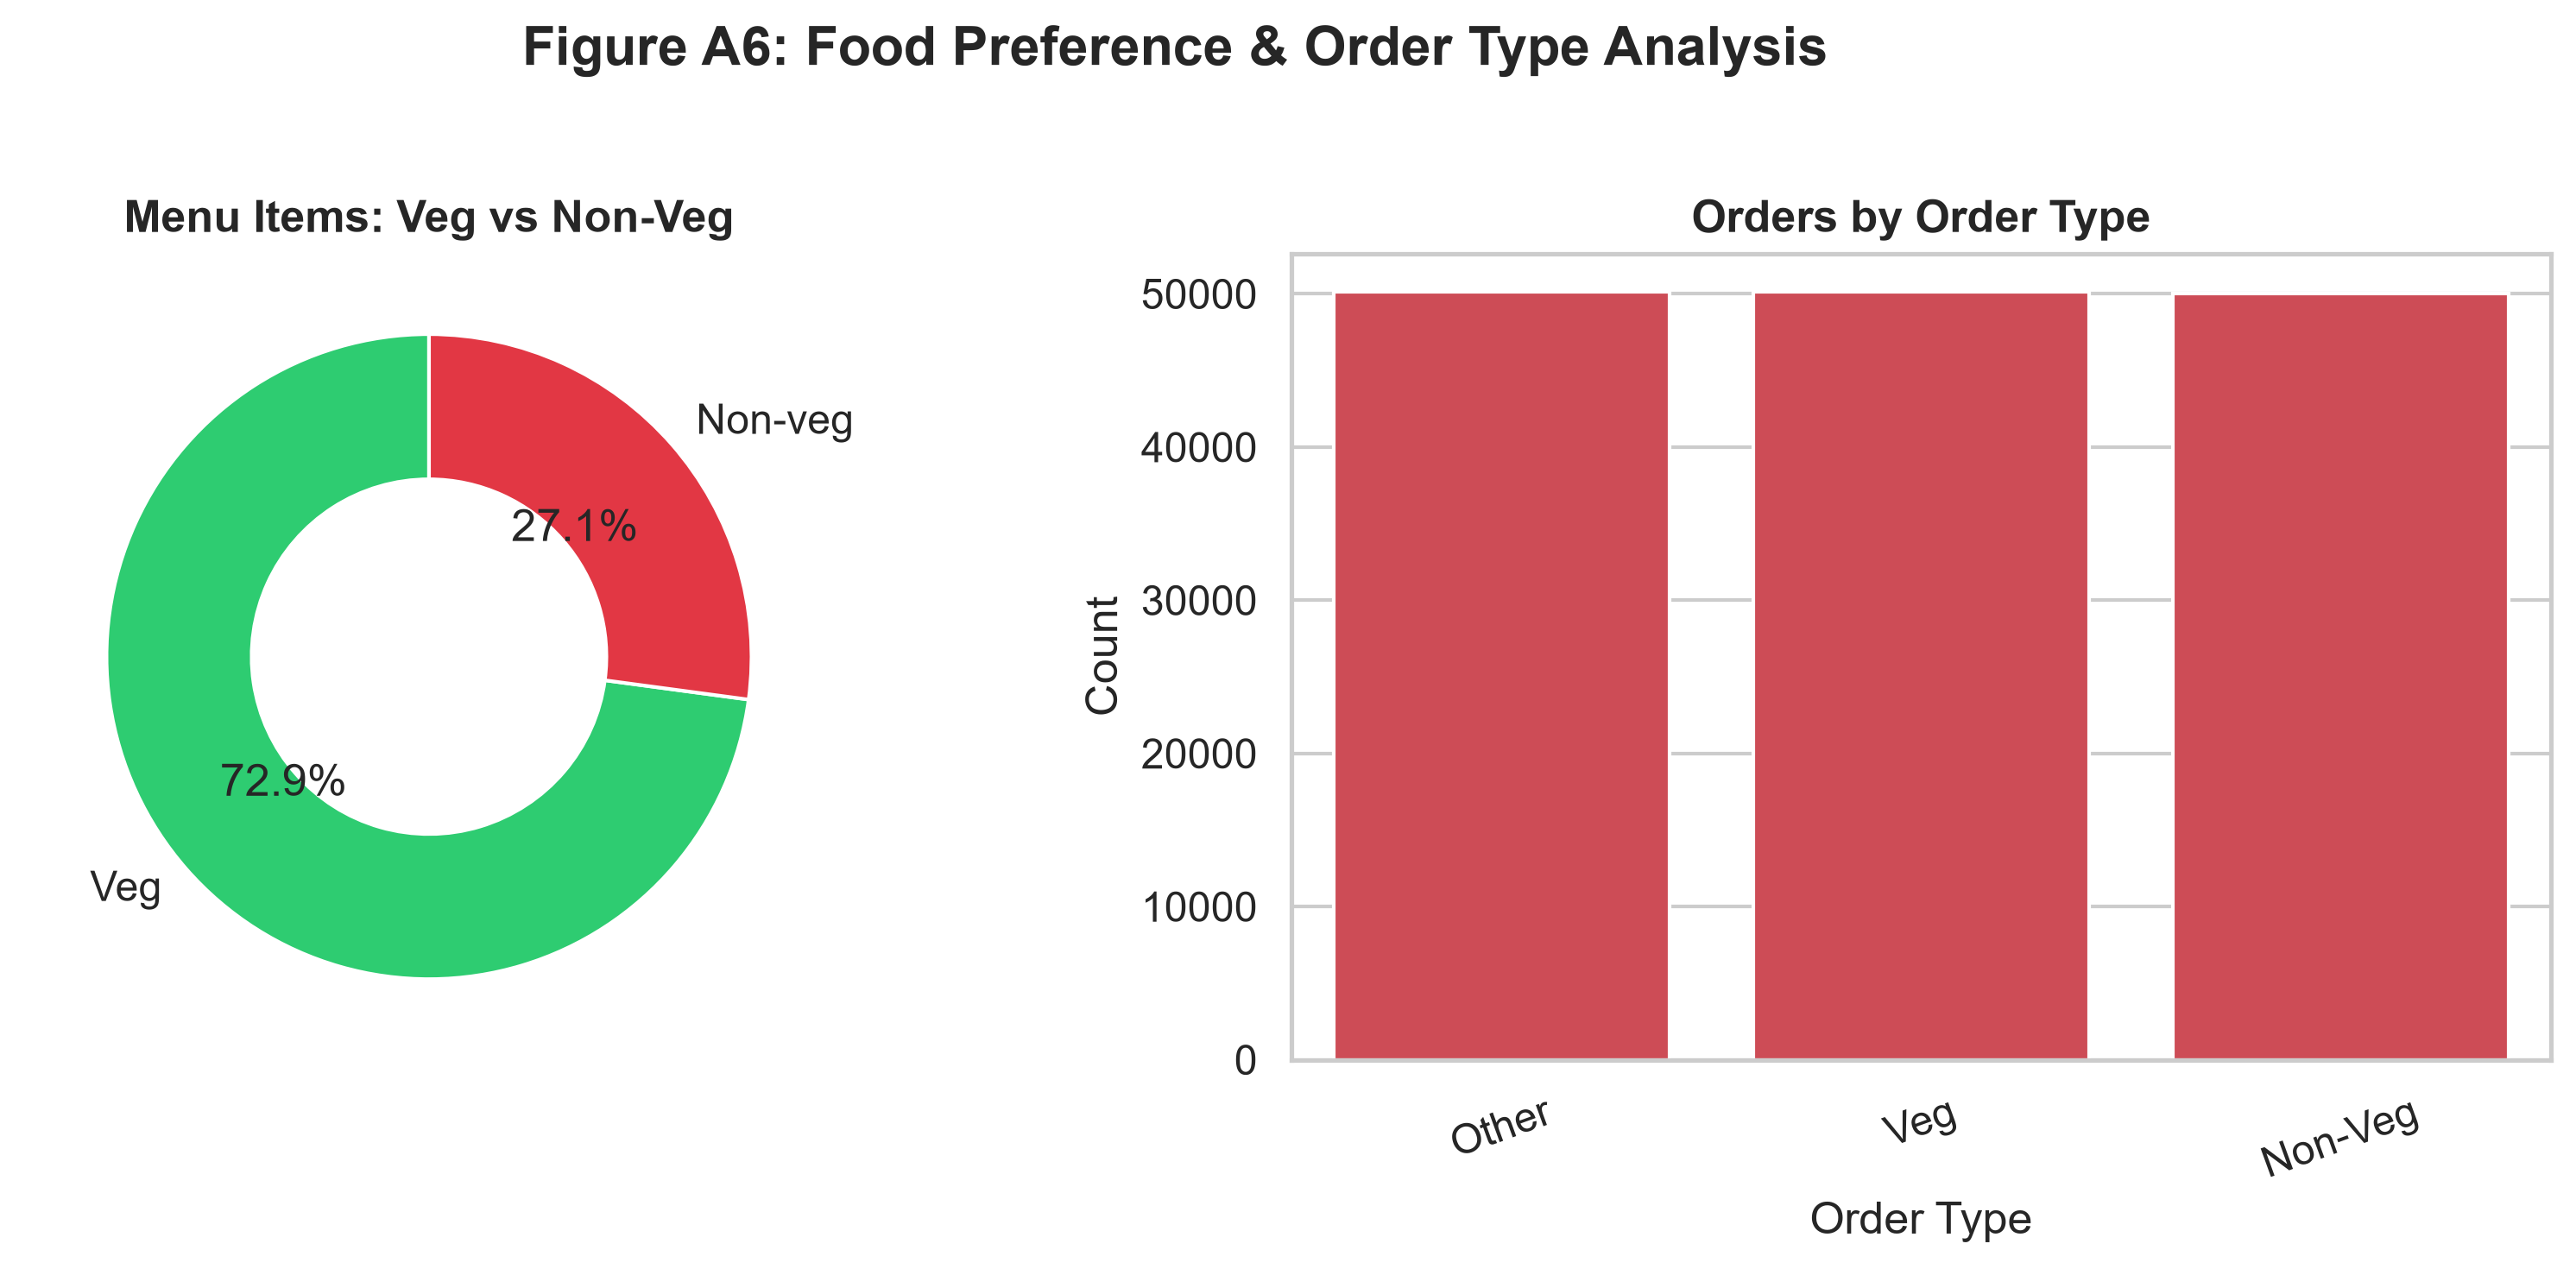 Figure A6: Food Preference & Order Type Analysis
Menu Items: Veg vs Non-Veg
Non-veg
27.1%
72.9%
Veg
Orders by Order Type
50000
40000
30000
20000
10000
0
Count
Other
Veg
Non-Veg
Order Type